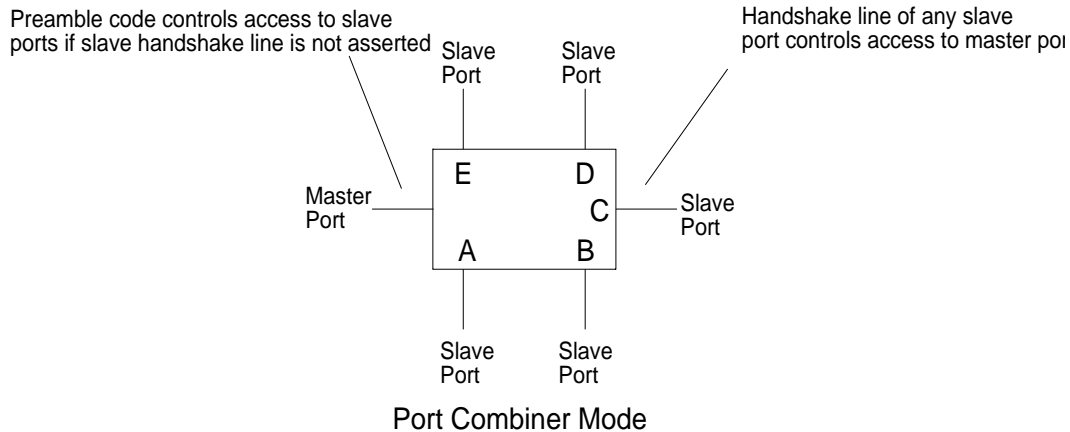 Preamble code controls access to slave
ports if slave handshake line is not asserted
Handshake line of any slave
port controls access to master
Slave
Port
Slave
Port
E
D
Master
Port
C
Slave
Port
A
B
Slave
Port
Slave
Port
Port Combiner Mode